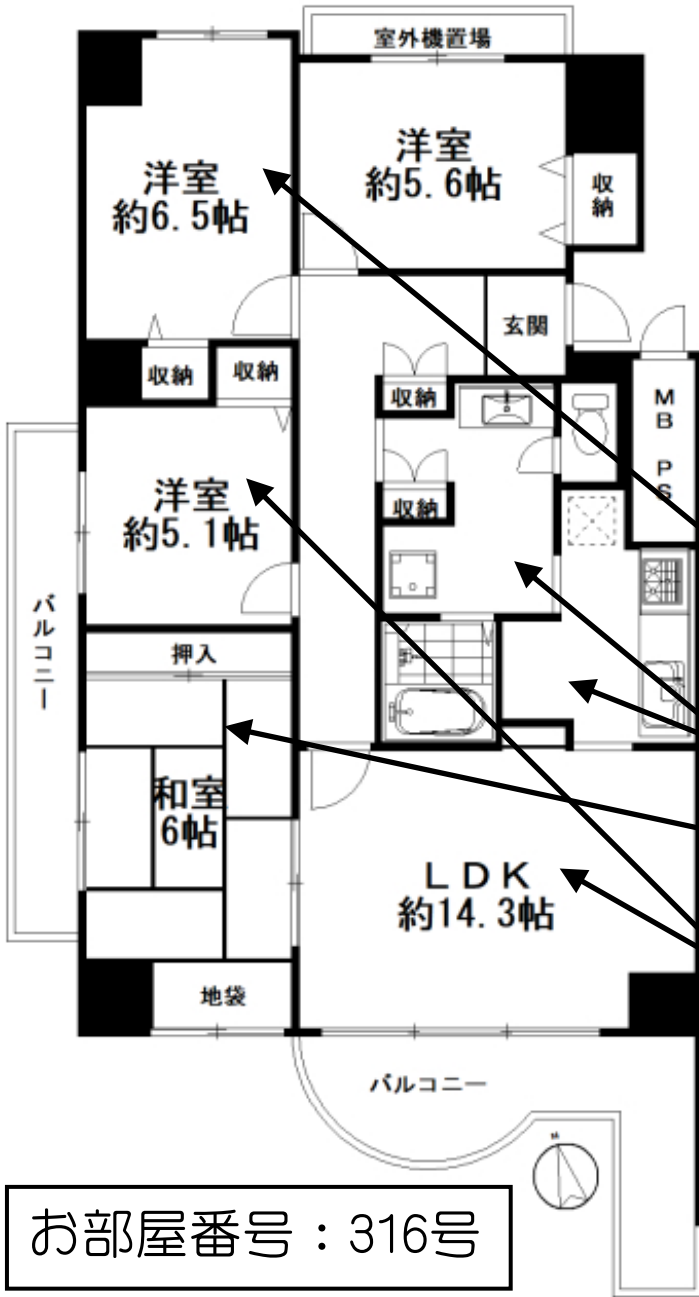 室外機置場
洋室
約6.5帖
洋室
約5.6帖
収納
玄関
収納
収納
収納
MB PS
洋室
約5.1帖
収納
バルコニー
押入
和室
6帖
LDK
約14.3帖
地袋
バルコニー
N
お部屋番号：316号